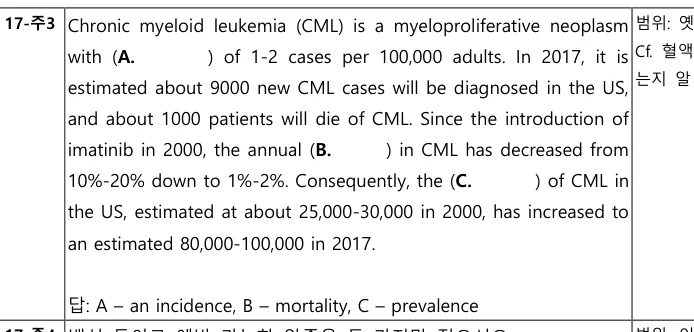 17-주3
Chronic myeloid leukemia (CML) is a myeloproliferative neoplasm
with (A. ) of 1-2 cases per 100,000 adults. In 2017, it is
estimated about 9000 new CML cases will be diagnosed in the US,
and about 1000 patients will die of CML. Since the introduction of
imatinib in 2000, the annual (B. ) in CML has decreased from
10%-20% down to 1%-2%. Consequently, the (C. ) of CML in
the US, estimated at about 25,000-30,000 in 2000, has increased to
an estimated 80,000-100,000 in 2017.
답: A – an incidence, B – mortality, C – prevalence
범위: 옛
Cf. 혈액
는지 알